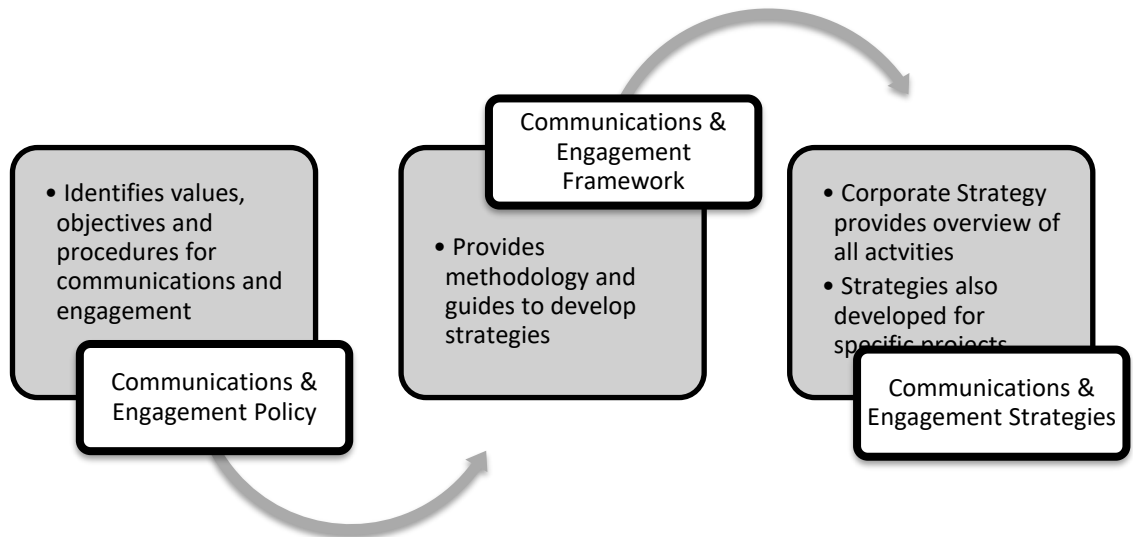 • Identifies values,
objectives and
procedures for
communications and
engagement
Communications &
Engagement Policy
Communications &
Engagement
Framework
• Provides
methodology and
guides to develop
strategies
• Corporate Strategy
provides overview of
all actvities
• Strategies also
developed for
specific projects
Communications &
Engagement Strategies